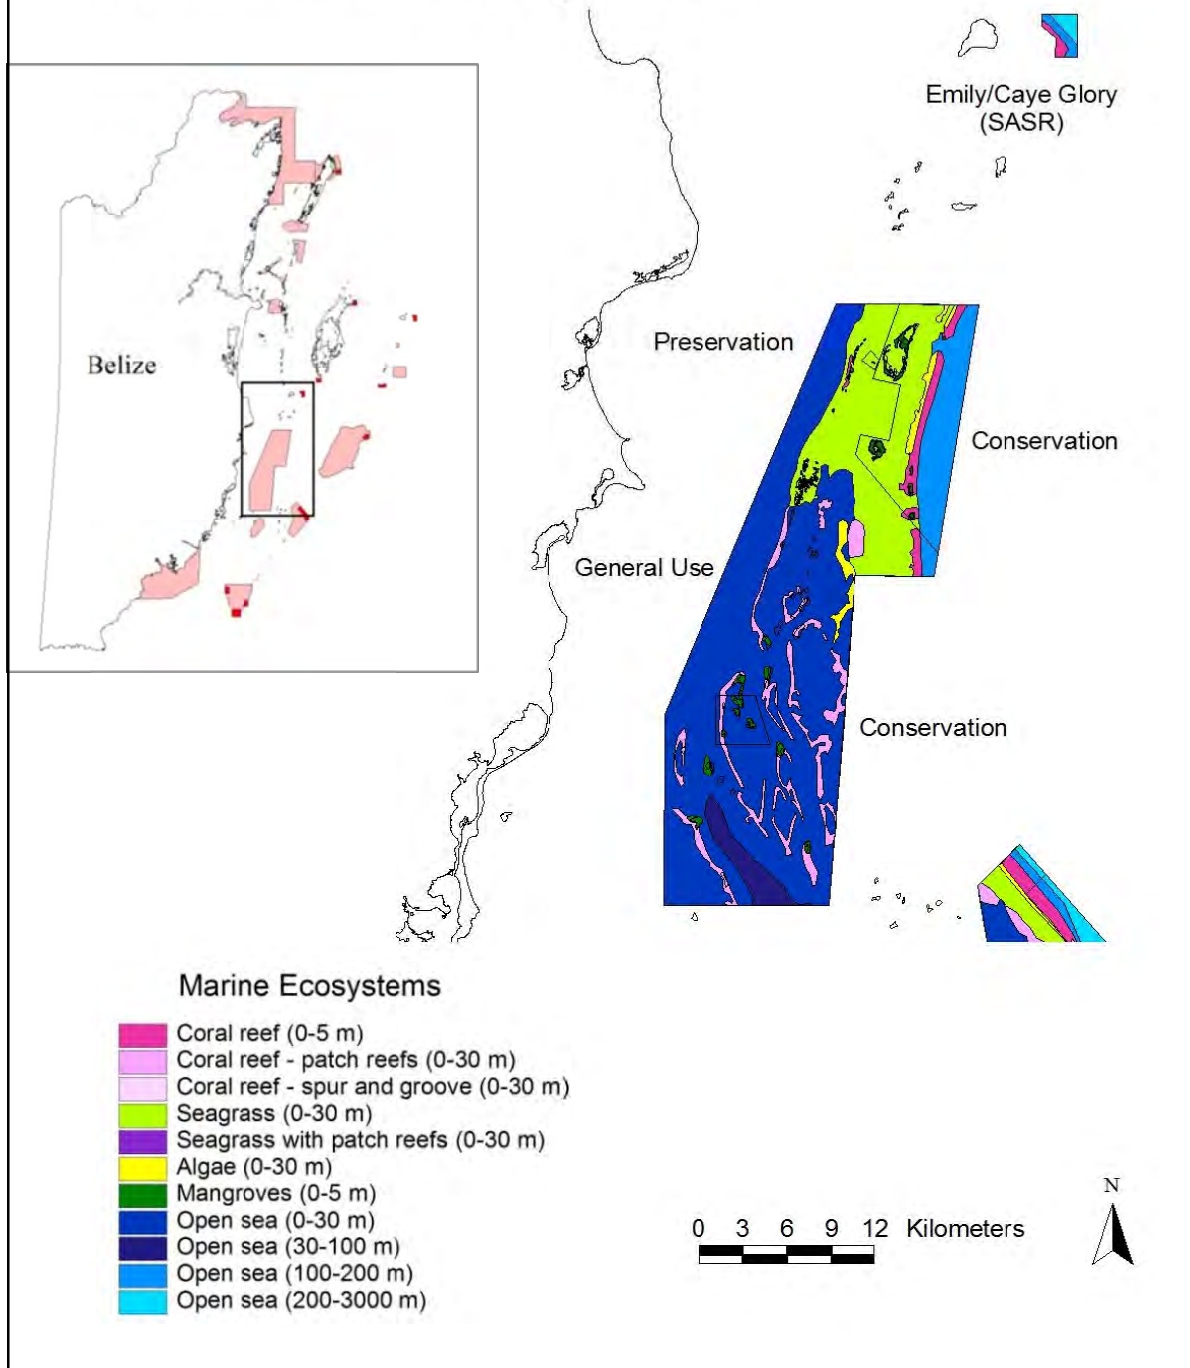 Emily/Caye Glory
(SASR)
Belize
Preservation
Conservation
General Use
Conservation
Marine Ecosystems
Coral reef (0-5 m)
Coral reef - patch reefs (0-30 m)
Coral reef - spur and groove (0-30 m)
Seagrass (0-30 m)
Seagrass with patch reefs (0-30 m)
Algae (0-30 m)
Mangroves (0-5 m)
Open sea (0-30 m)
Open sea (30-100 m)
Open sea (100-200 m)
Open sea (200-3000 m)
0 3 6 9 12 Kilometers
N